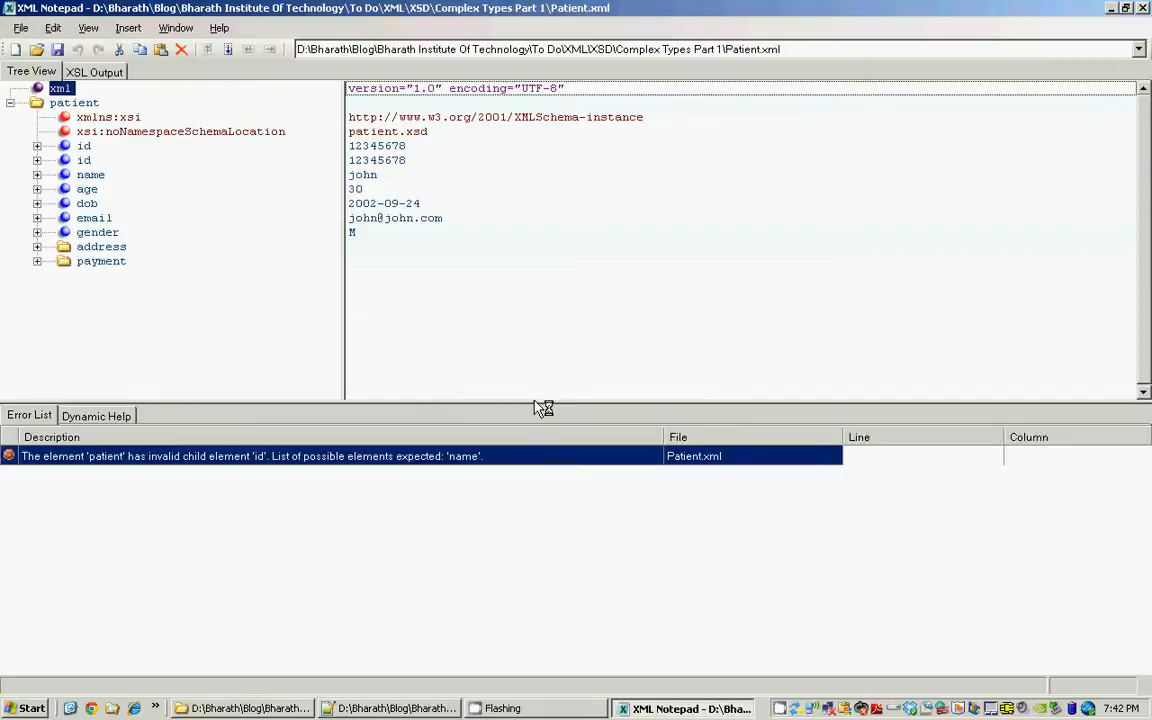 XML Notepad - D:\Bharath\Blog\Bharath Institute Of Technology\To Do\XML\XSD\Complex Types Part 1\Patient.xml
File Edit View Insert Window Help
D:\Bharath\Blog\Bharath Institute Of Technology\To Do\XML\XSD\Complex Types Part 1\Patient.xml
Tree View XSL Output
xml version="1.0" encoding="UTF-8"
patient
xmlns:xsi http://www.w3.org/2001/XMLSchema-instance
xsi:noNamespaceSchemaLocation patient.xsd
id 12345678
id 12345678
name john
age 30
dob 2002-09-24
email john@john.com
gender M
address
payment
Error List Dynamic Help
Description File Line Column
The element 'patient' has invalid child element 'id'. List of possible elements expected: 'name'. Patient.xml
Start » D:\Bharath\Blog\Bharath... D:\Bharath\Blog\Bharath... Flashing XML Notepad - D:\Bha... 7:42 PM